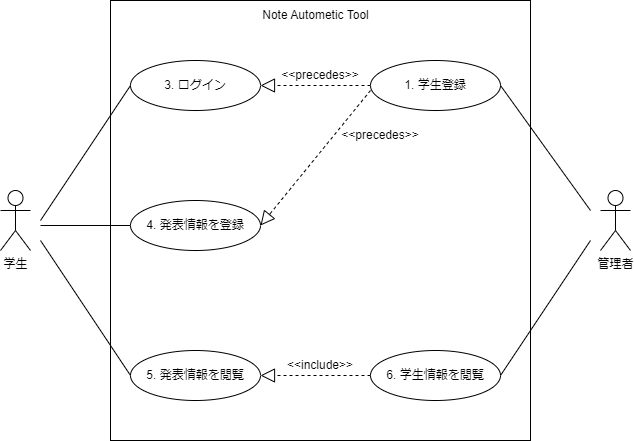 Note Autometic Tool
3. ログイン
<<precedes>>
1. 学生登録
<<precedes>>
4. 発表情報を登録
学生
管理者
5. 発表情報を閲覧
<<include>>
6. 学生情報を閲覧